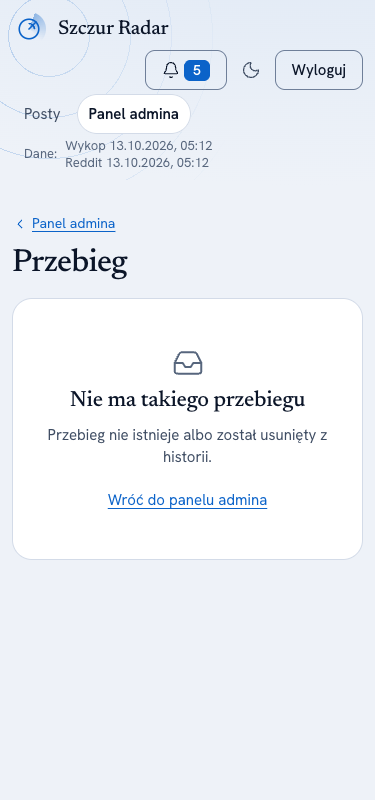 Szczur Radar
5
Wyloguj
Posty
Panel admina
Dane:
Wykop 13.10.2026, 05:12
Reddit 13.10.2026, 05:12
Panel admina
Przebieg
Nie ma takiego przebiegu
Przebieg nie istnieje albo został usunięty z
historii.
Wróć do panelu admina